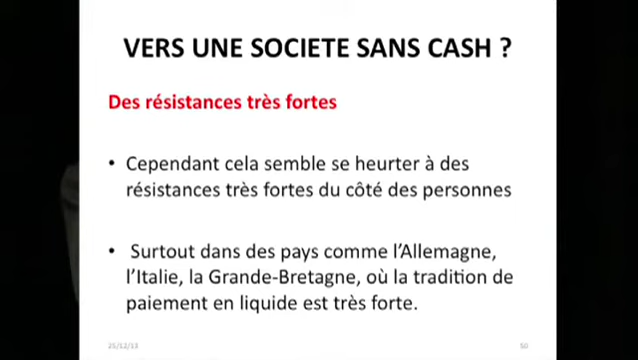 VERS UNE SOCIETE SANS CASH ?
Des résistances très fortes
• Cependant cela semble se heurter à des
résistances très fortes du côté des personnes
• Surtout dans des pays comme l’Allemagne,
l’Italie, la Grande-Bretagne, où la tradition de
paiement en liquide est très forte.
25/12/13
50